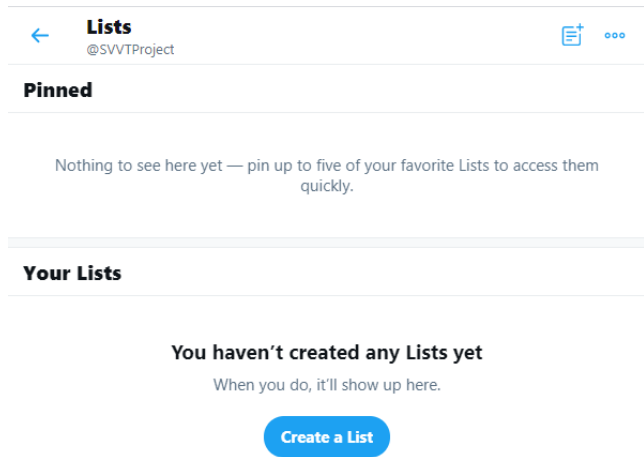 Lists
@SVVTProject
Pinned
Nothing to see here yet — pin up to five of your favorite Lists to access them
quickly.
Your Lists
You haven’t created any Lists yet
When you do, it’ll show up here.
Create a List